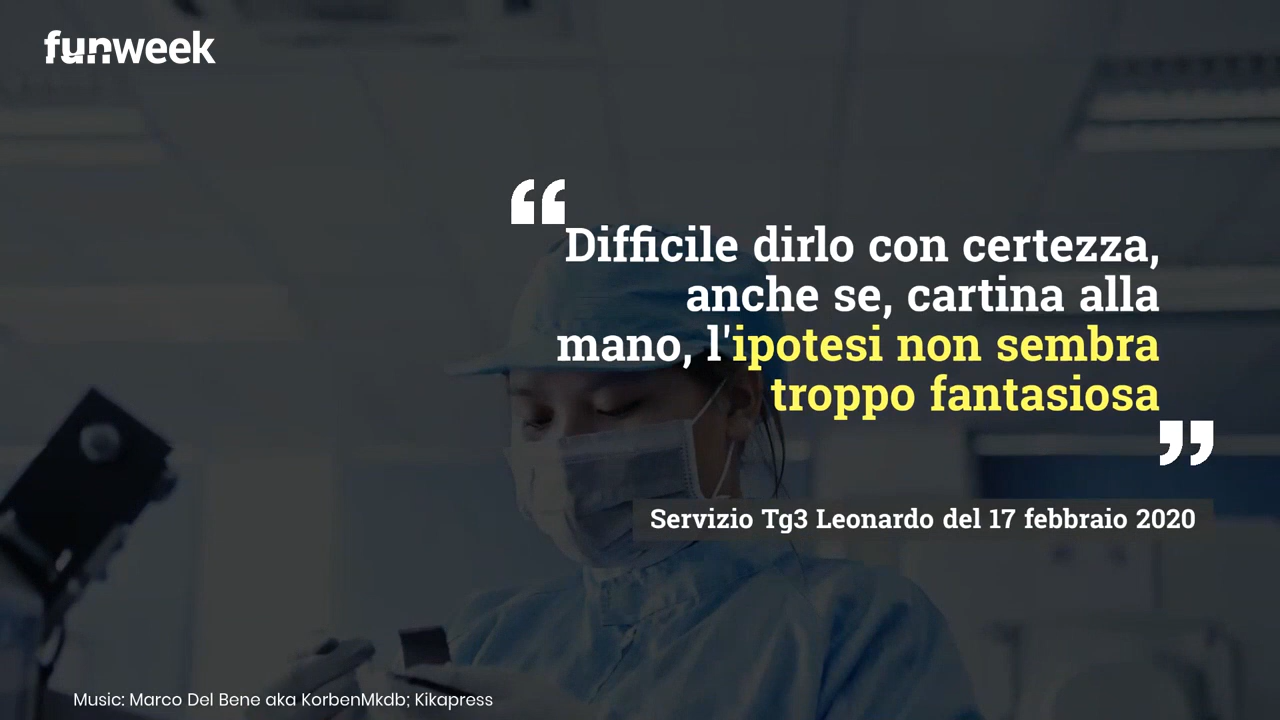 funweek
“Difficile dirlo con certezza,
anche se, cartina alla
mano, l'ipotesi non sembra
troppo fantasiosa”
Servizio Tg3 Leonardo del 17 febbraio 2020
Music: Marco Del Bene aka KorbenMkdb; Kikapress